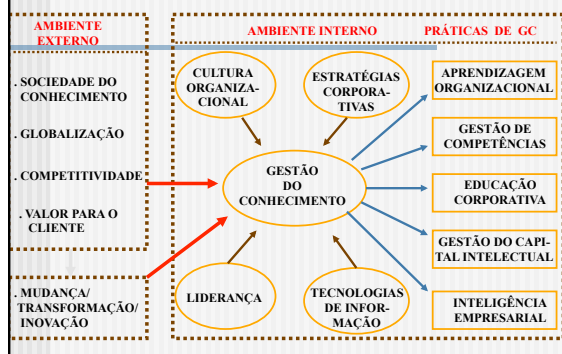 AMBIENTE
EXTERNO
. SOCIEDADE DO
CONHECIMENTO
. GLOBALIZAÇÃO
. COMPETITIVIDADE
. VALOR PARA O
CLIENTE
. MUDANÇA/
TRANSFORMAÇÃO/
INOVAÇÃO
AMBIENTE INTERNO
CULTURA
ORGANIZA-
CIONAL
ESTRATÉGIAS
CORPORA-
TIVAS
GESTÃO
DO
CONHECIMENTO
LIDERANÇA
TECNOLOGIAS
DE INFOR-
MAÇÃO
PRÁTICAS DE GC
APRENDIZAGEM
ORGANIZACIONAL
GESTÃO DE
COMPETÊNCIAS
EDUCAÇÃO
CORPORATIVA
GESTÃO DO CAPI-
TAL INTELECTUAL
INTELIGÊNCIA
EMPRESARIAL